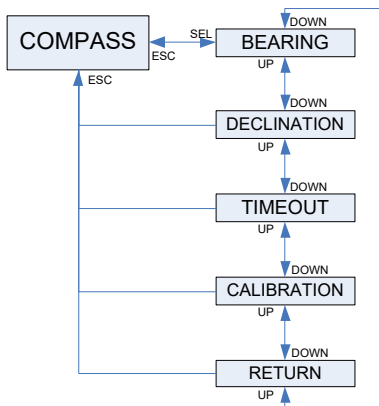 DOWN
COMPASS
SEL
BEARING
ESC
UP
ESC
DOWN
DECLINATION
UP
DOWN
TIMEOUT
UP
DOWN
CALIBRATION
UP
DOWN
RETURN
UP